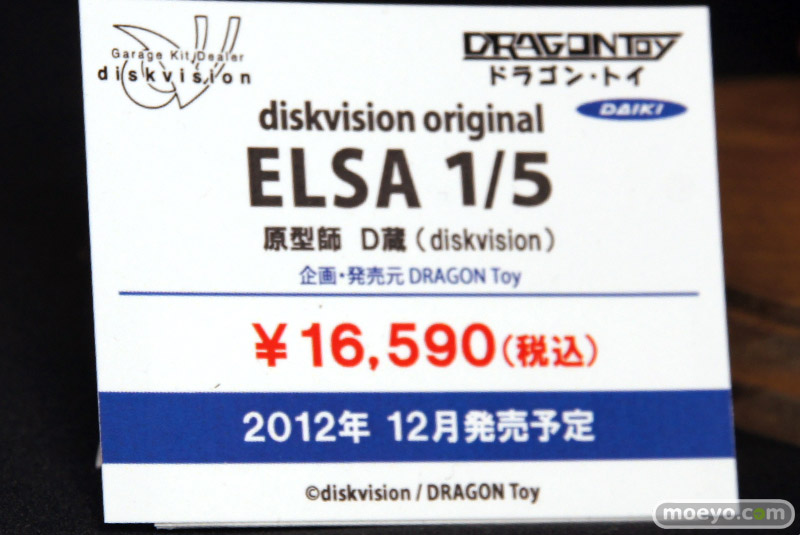 Garage Kit Dealer
diskvision
DRAGONTOY
ドラゴン・トイ
DAIKI
diskvision original
ELSA 1/5
原型師 D蔵(diskvision)
企画・発売元 DRAGON Toy
¥16,590(税込)
2012年 12月発売予定
©diskvision / DRAGON Toy
moeyo.com